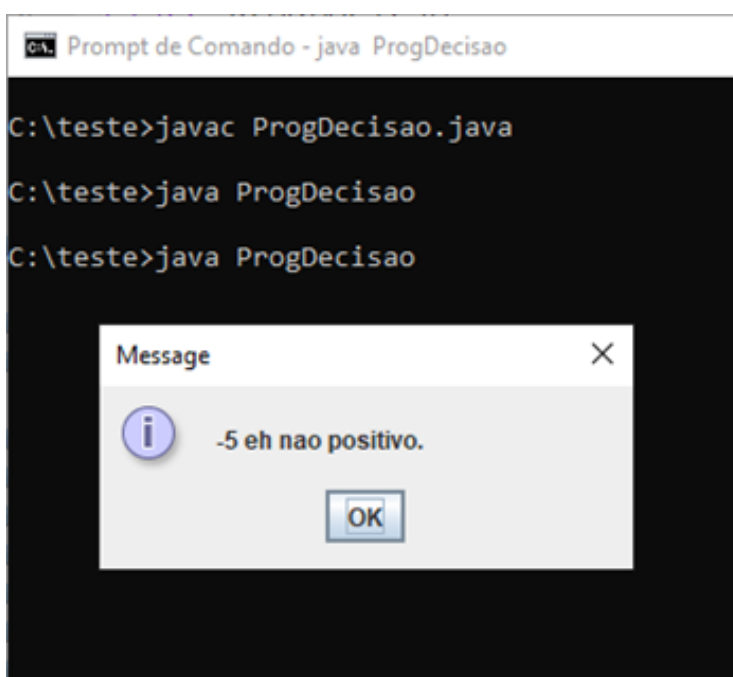 Prompt de Comando - java ProgDecisao
C:\teste>javac ProgDecisao.java
C:\teste>java ProgDecisao
C:\teste>java ProgDecisao
Message
-5 eh nao positivo.
OK